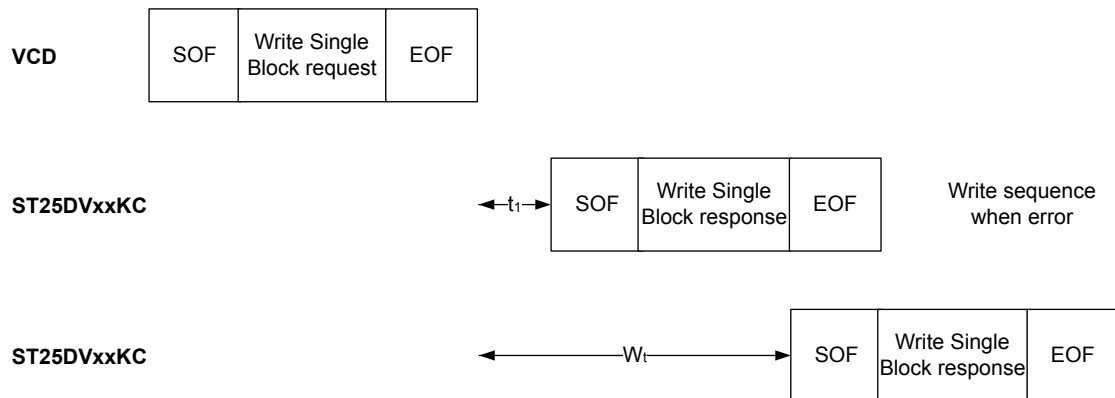 VCD
SOF
Write Single
Block request
EOF
ST25DVxxKC
t1
SOF
Write Single
Block response
EOF
Write sequence
when error
ST25DVxxKC
Wt
SOF
Write Single
Block response
EOF